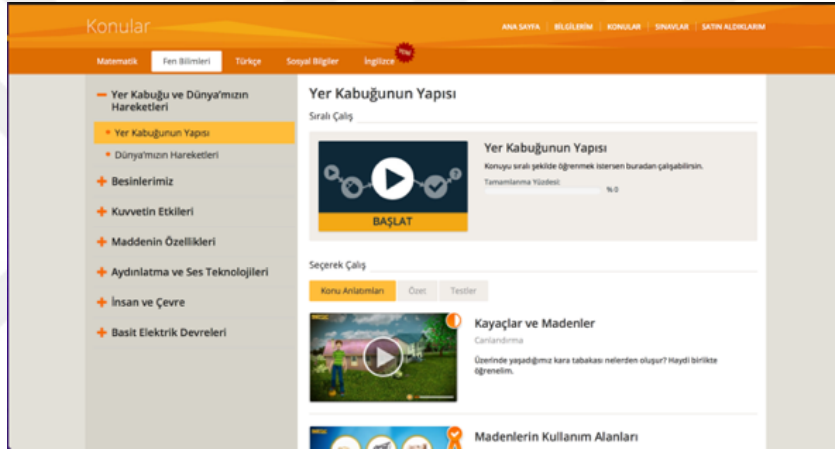 Konular
ANA SAYFA
BİLGİLERİM
KONULAR
SINAVLAR
SATIN ALDIKLARIM
Matematik
Fen Bilimleri
Türkçe
Sosyal Bilgiler
İngilizce
YENİ
Yer Kabuğu ve Dünya'mızın
Hareketleri
Yer Kabuğunun Yapısı
Dünya'mızın Hareketleri
Besinlerimiz
Kuvvetin Etkileri
Maddenin Özellikleri
Aydınlatma ve Ses Teknolojileri
İnsan ve Çevre
Basit Elektrik Devreleri
Yer Kabuğunun Yapısı
Sıralı Çalış
BAŞLAT
Yer Kabuğunun Yapısı
Konuyu sıralı şekilde öğrenmek istersen buradan çalışabilirsin.
Tamamlanma Yüzdesi:
% 0
Seçerek Çalış
Konu Anlatımları
Özet
Testler
Kayaçlar ve Madenler
Canlandırma
Üzerinde yaşadığımız kara tabakası nelerden oluşur? Haydi birlikte
öğrenelim.
Madenlerin Kullanım Alanları